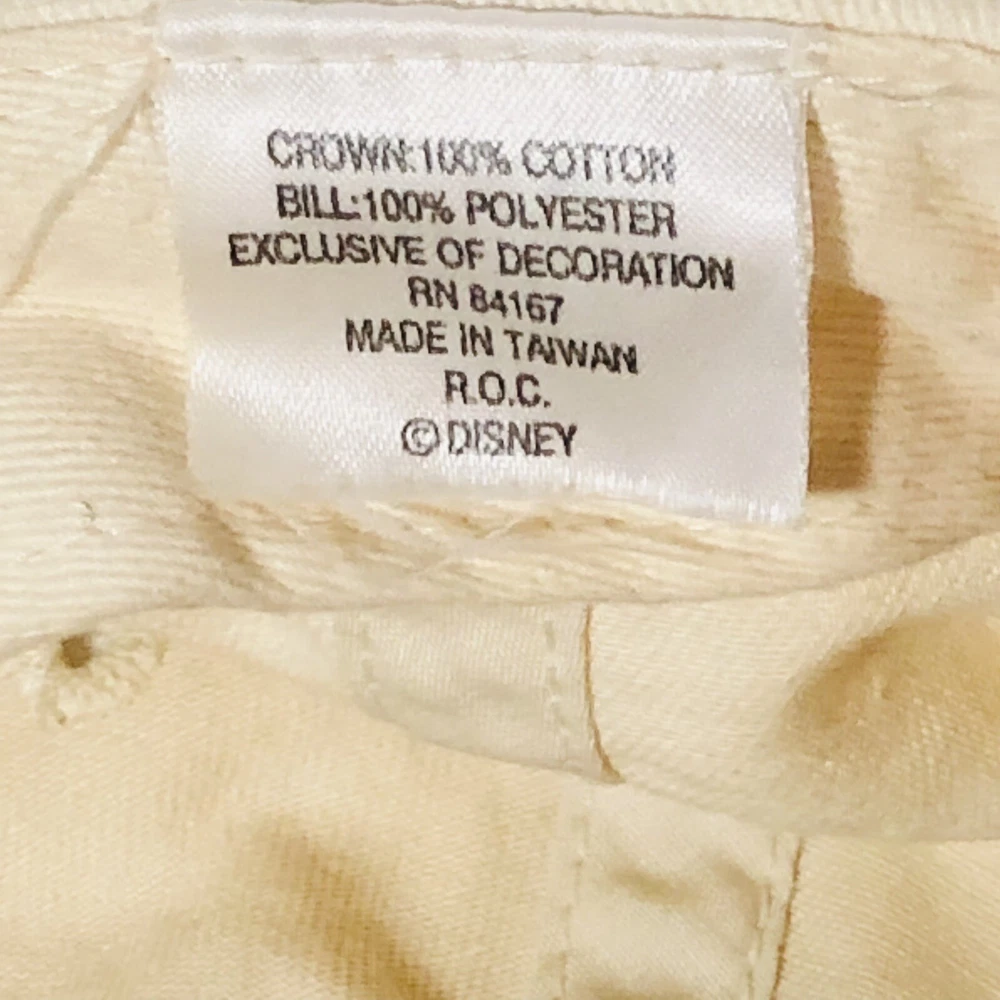 CROWN:100% COTTON
BILL:100% POLYESTER
EXCLUSIVE OF DECORATION
RN 84167
MADE IN TAIWAN
R.O.C.
©DISNEY